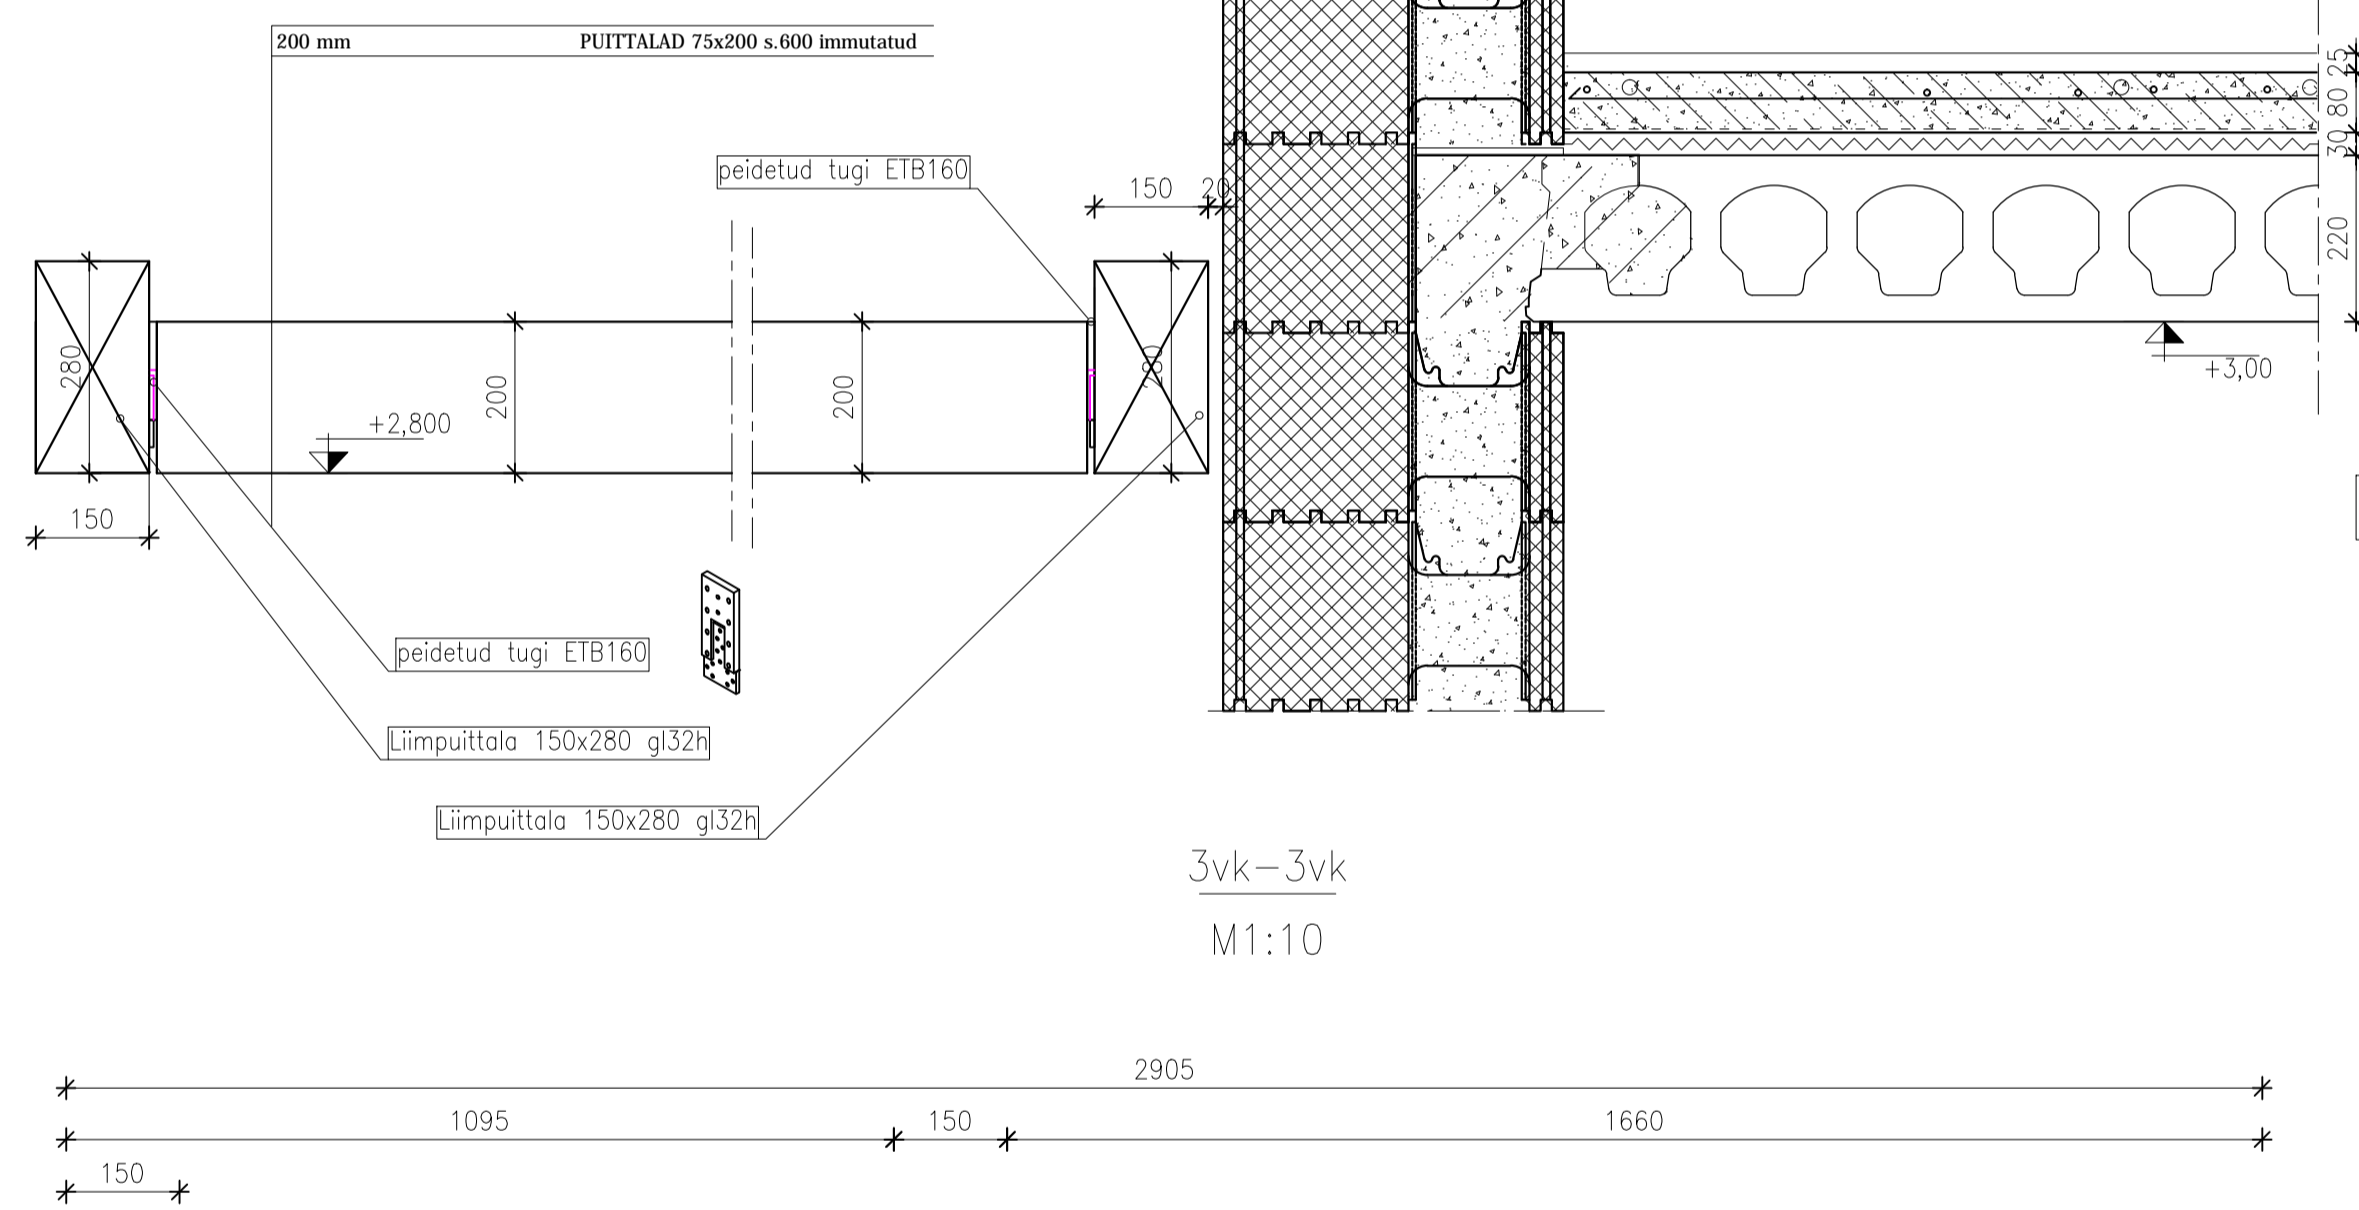 200 mm PUITTALAD 75x200 s.600 immutatud
25
80
30
peidetud tugi ETB160
150 20
220
280
200
200
280
+3,00
+2,800
150
peidetud tugi ETB160
Liimpuittala 150x280 gl32h
Liimpuittala 150x280 gl32h
3vk-3vk
M1:10
2905
1095 150 1660
150